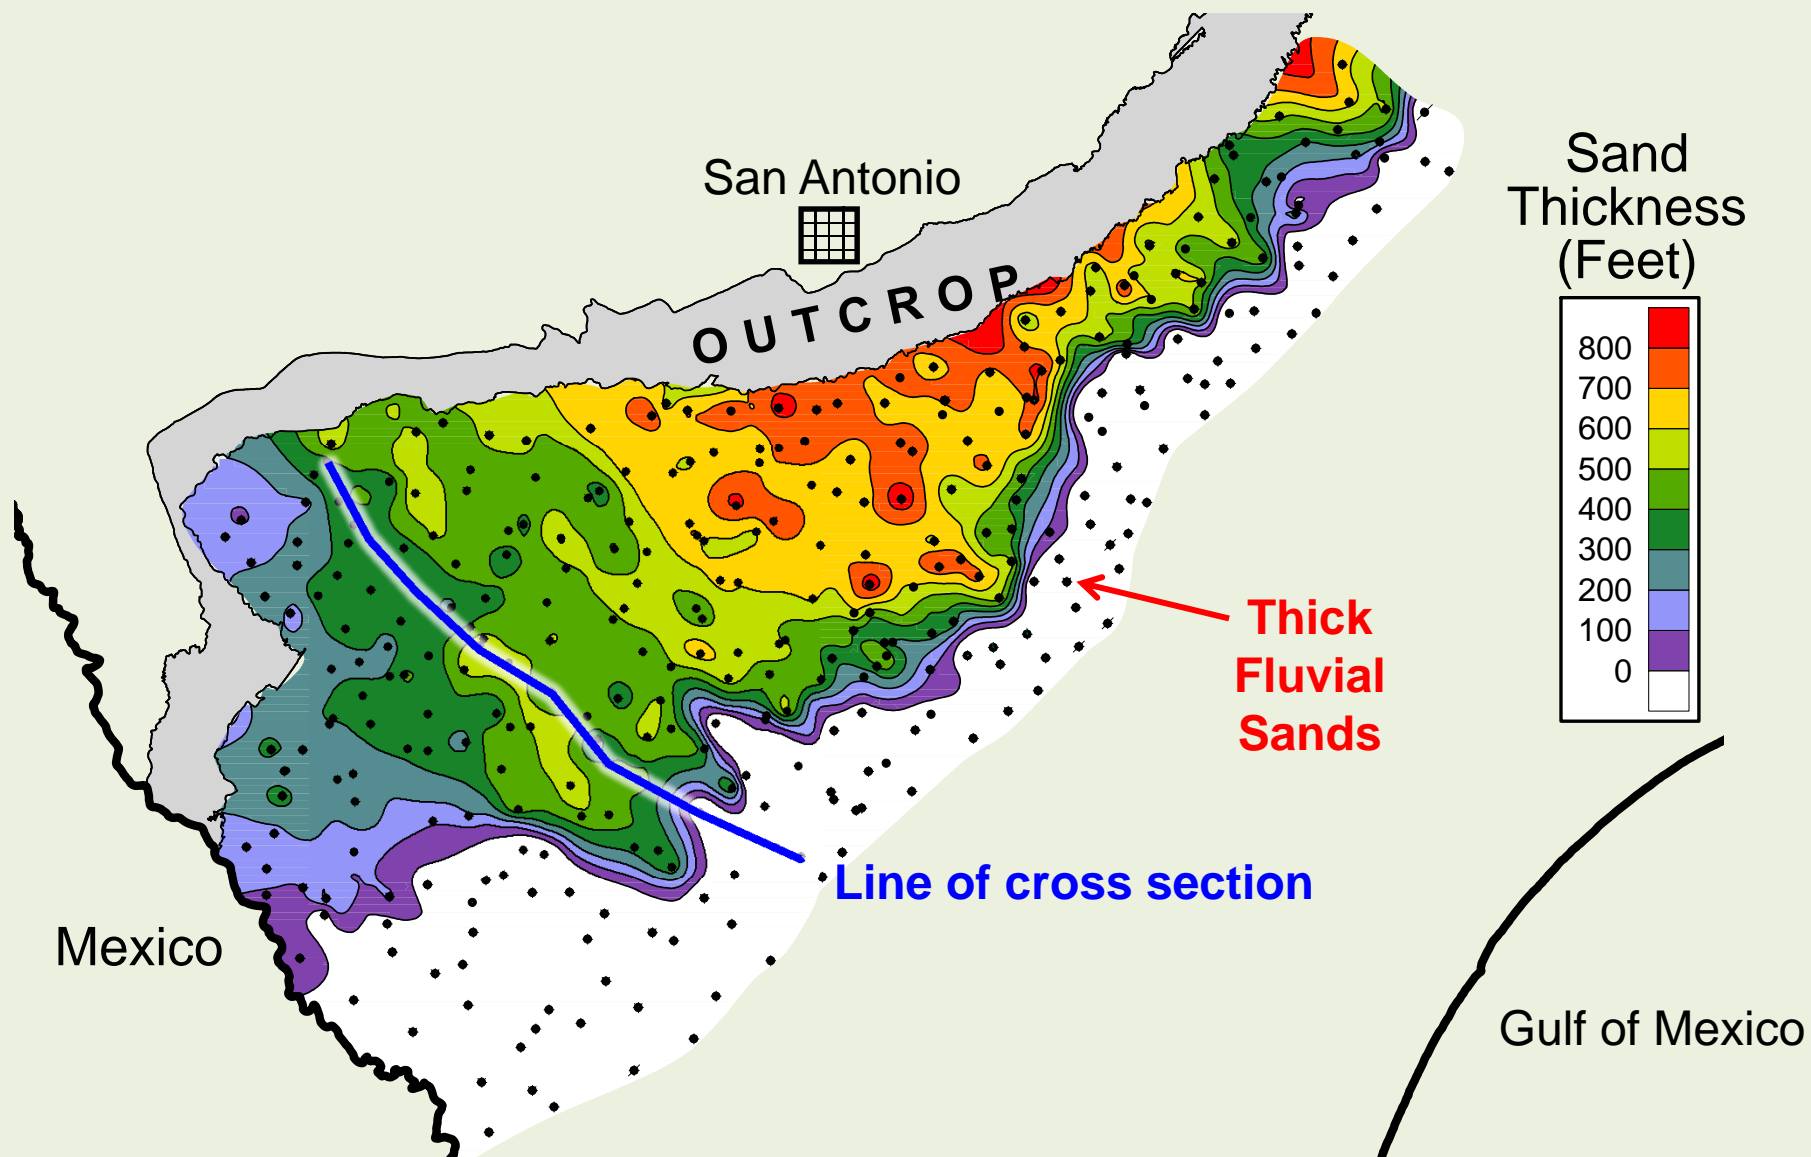 San Antonio
OUTCROP
Sand
Thickness
(Feet)
800
700
600
500
400
300
200
100
0
Thick
Fluvial
Sands
Line of cross section
Mexico
Gulf of Mexico